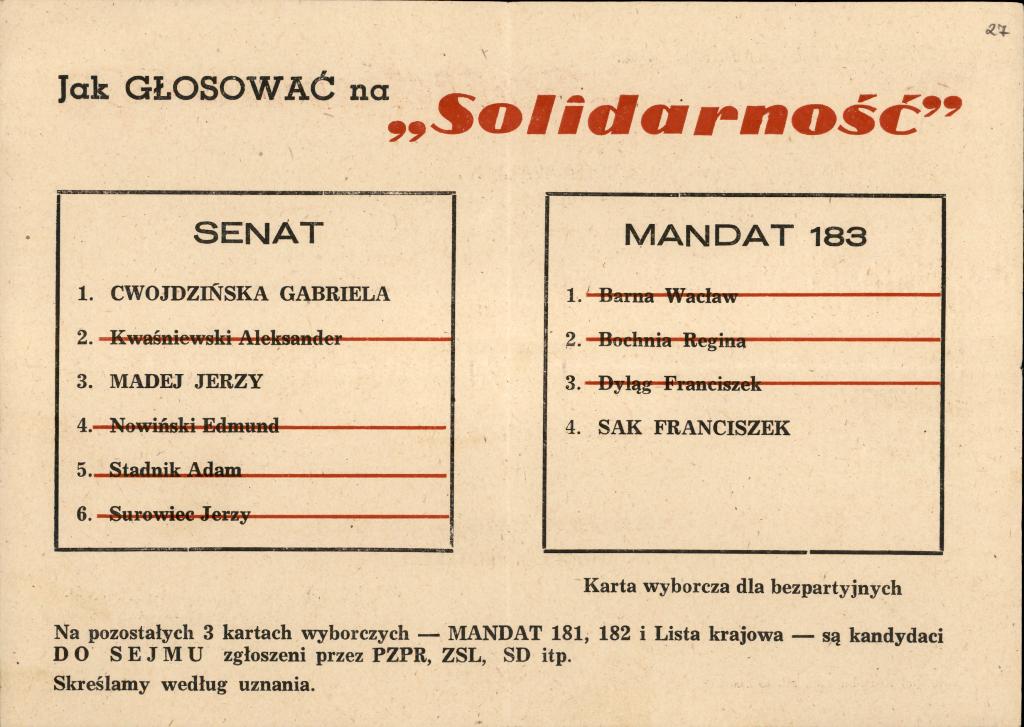 27
Jak GŁOSOWAĆ na
„Solidarność”
SENAT
1. CWOJDZIŃSKA GABRIELA
2. Kwaśniewski Aleksander
3. MADEJ JERZY
4. Nowiński Edmund
5. Stadnik Adam
6. Surowiec Jerzy
MANDAT 183
1. Barna Wacław
2. Bochnia Regina
3. Dyląg Franciszek
4. SAK FRANCISZEK
Karta wyborcza dla bezpartyjnych
Na pozostałych 3 kartach wyborczych — MANDAT 181, 182 i Lista krajowa — są kandydaci
DO SEJMU zgłoszeni przez PZPR, ZSL, SD itp.
Skreślamy według uznania.